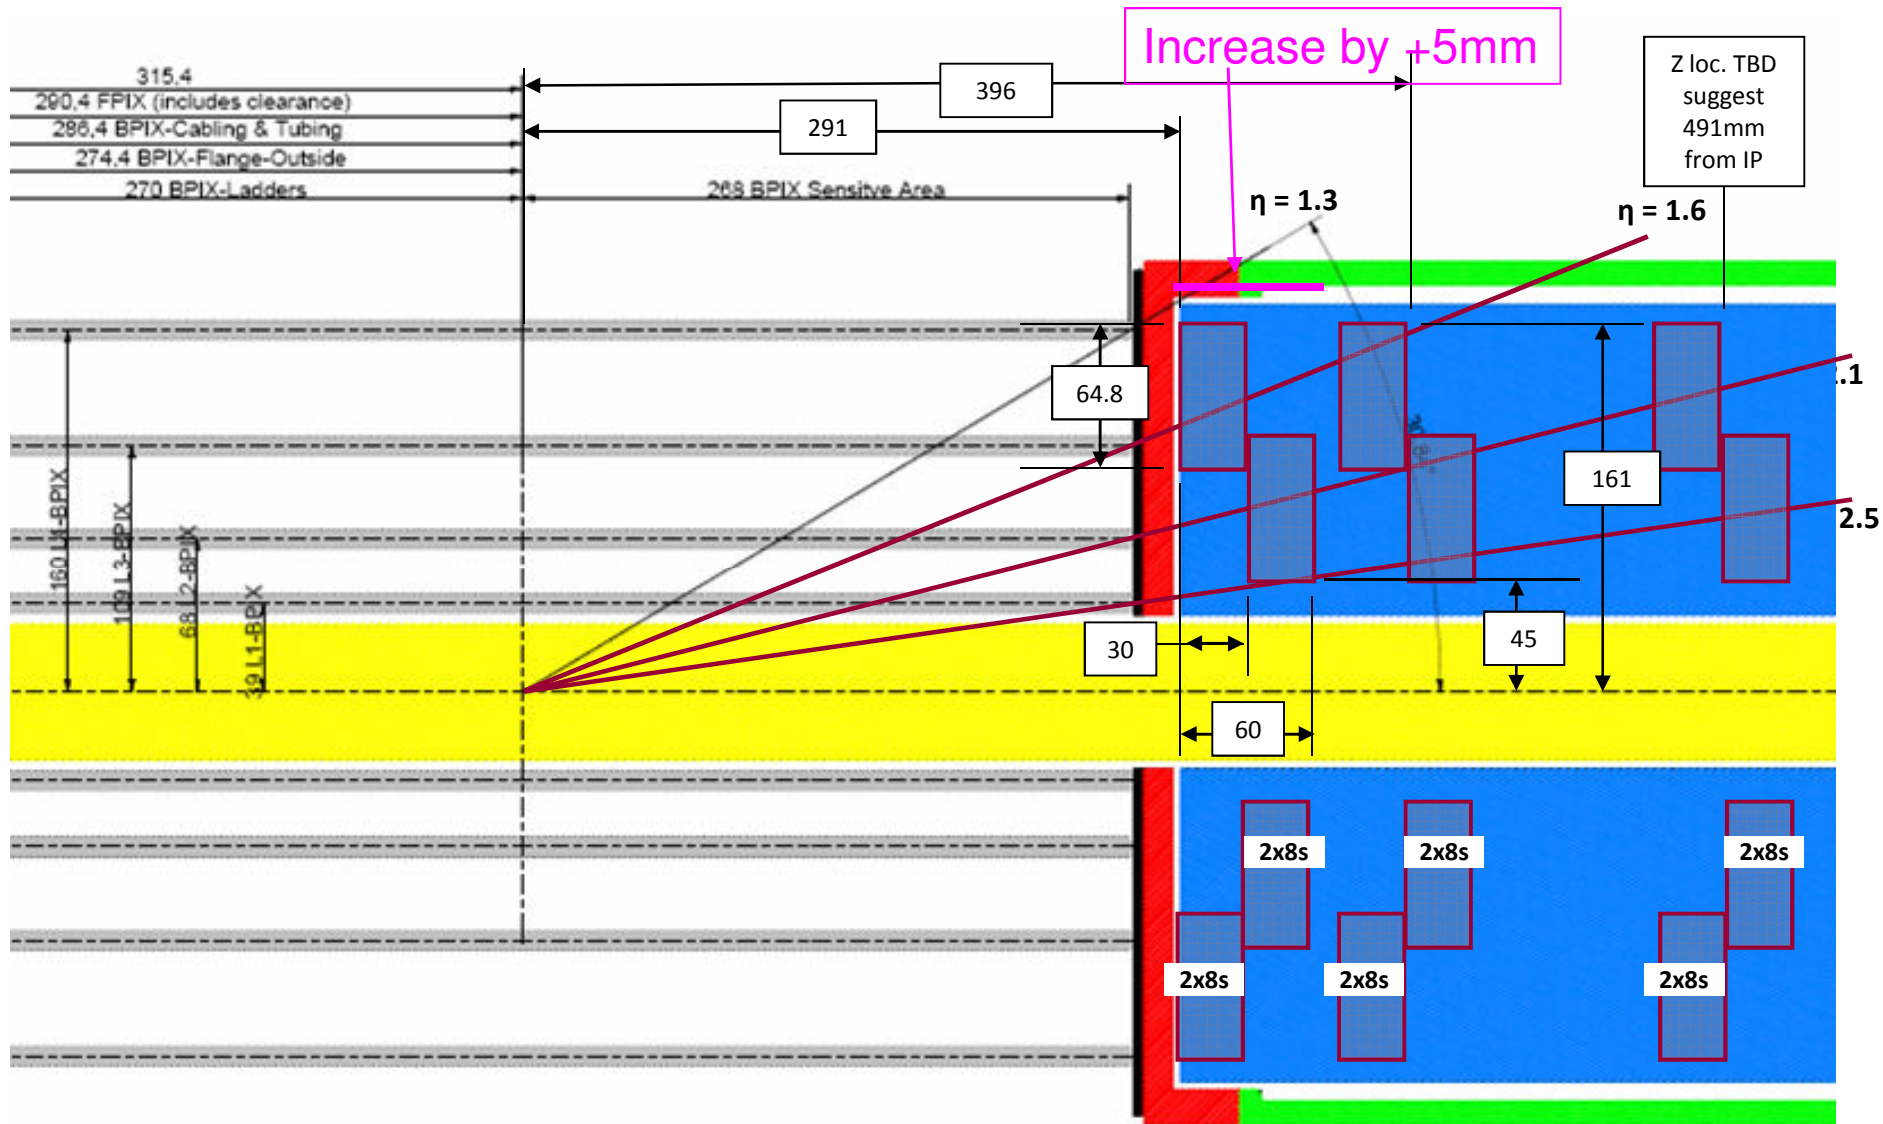 Increase by +5mm
315,4
290,4 FPIX (includes clearance)
286,4 BPIX-Cabling & Tubing
274,4 BPIX-Flange-Outside
270 BPIX-Ladders
396
291
268 BPIX Sensitve Area
Z loc. TBD
suggest
491mm
from IP
η = 1.3
η = 1.6
.1
2.5
64.8
161
160 L1-BPIX
109 L3-BPIX
68 L2-BPIX
39 L1-BPIX
30
45
60
2x8s
2x8s
2x8s
2x8s
2x8s
2x8s